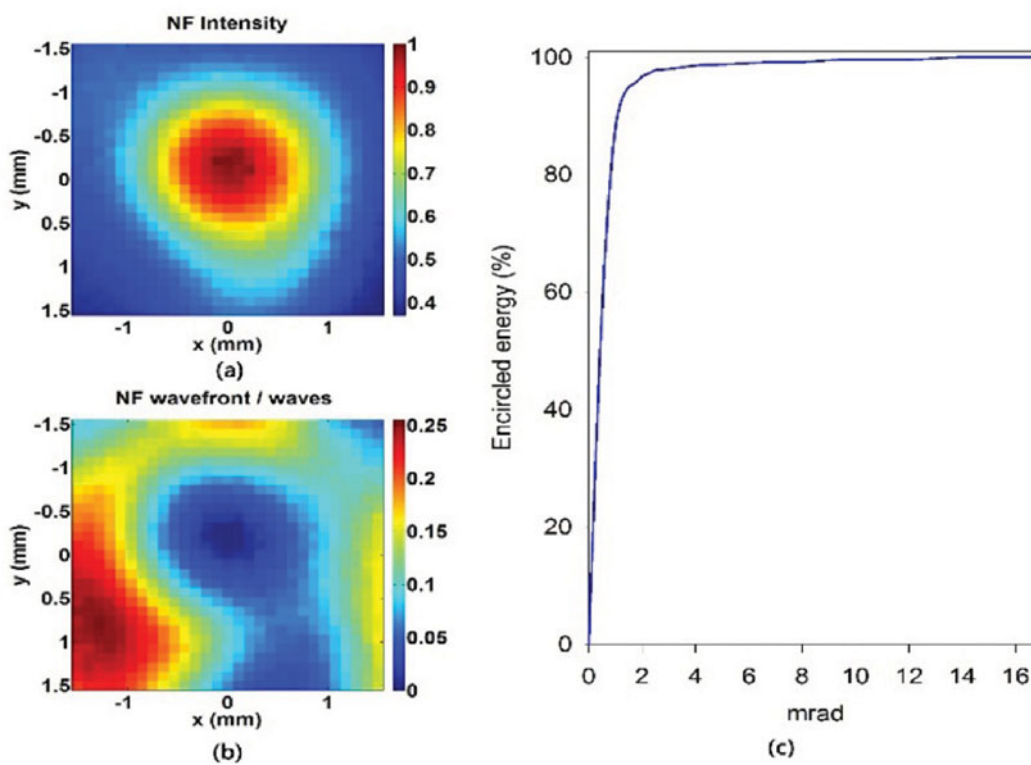 NF Intensity
-1.5
-1
-0.5
0
0.5
1
1.5
y (mm)
-1 0 1
x (mm)
1
0.9
0.8
0.7
0.6
0.5
0.4
(a)
NF wavefront / waves
-1.5
-1
-0.5
0
0.5
1
1.5
y (mm)
-1 0 1
x (mm)
0.25
0.2
0.15
0.1
0.05
0
(b)
100
80
60
40
20
0
Encircled energy (%)
0 2 4 6 8 10 12 14 16
mrad
(c)